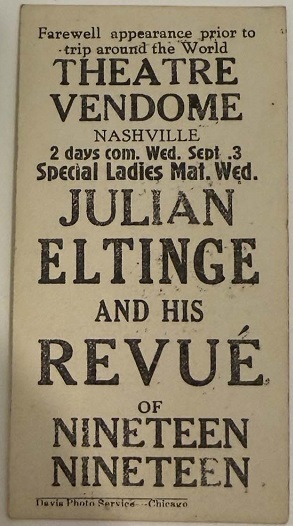 Farewell appearance prior to
trip around the World
THEATRE
VENDOME
NASHVILLE
2 days com. Wed. Sept .3
Special Ladies Mat. Wed.
JULIAN
ELTINGE
AND HIS
REVUÉ
OF
NINETEEN
NINETEEN
Davis Photo Service---Chicago